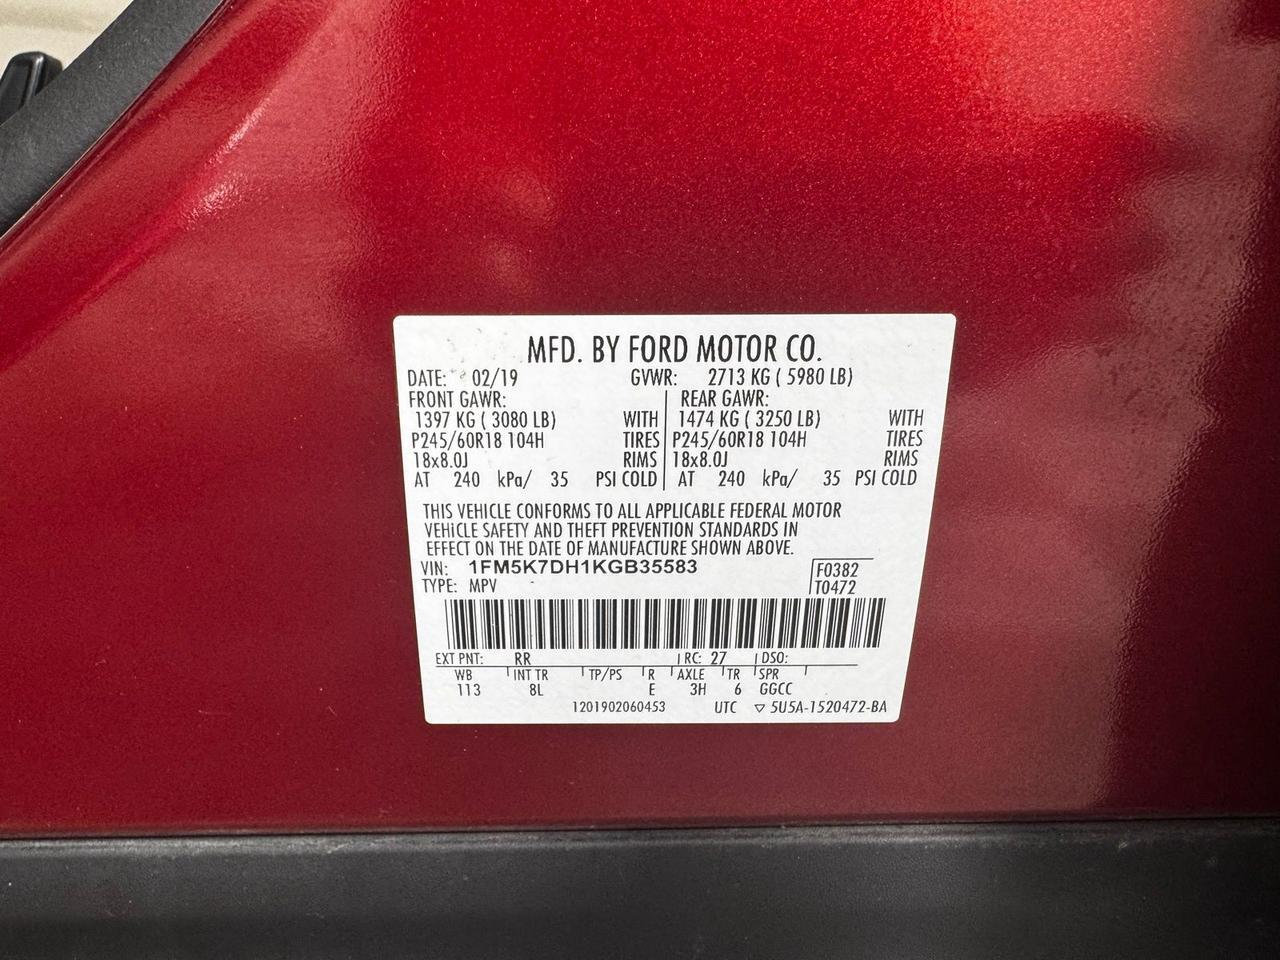 MFD. BY FORD MOTOR CO.
DATE: 02/19 GVWR: 2713 KG ( 5980 LB)
FRONT GAWR: REAR GAWR:
1397 KG ( 3080 LB) WITH 1474 KG ( 3250 LB) WITH
P245/60R18 104H TIRES P245/60R18 104H TIRES
18x8.0J RIMS 18x8.0J RIMS
AT 240 kPa/ 35 PSI COLD AT 240 kPa/ 35 PSI COLD
THIS VEHICLE CONFORMS TO ALL APPLICABLE FEDERAL MOTOR
VEHICLE SAFETY AND THEFT PREVENTION STANDARDS IN
EFFECT ON THE DATE OF MANUFACTURE SHOWN ABOVE.
VIN: 1FM5K7DH1KGB35583 F0382
TYPE: MPV T0472
EXT PNT: RR RC: 27 DSO:
WB INT TR TP/PS R AXLE TR SPR
113 8L E 3H 6 GGCC
1201902060453 UTC ▽ 5U5A-1520472-BA